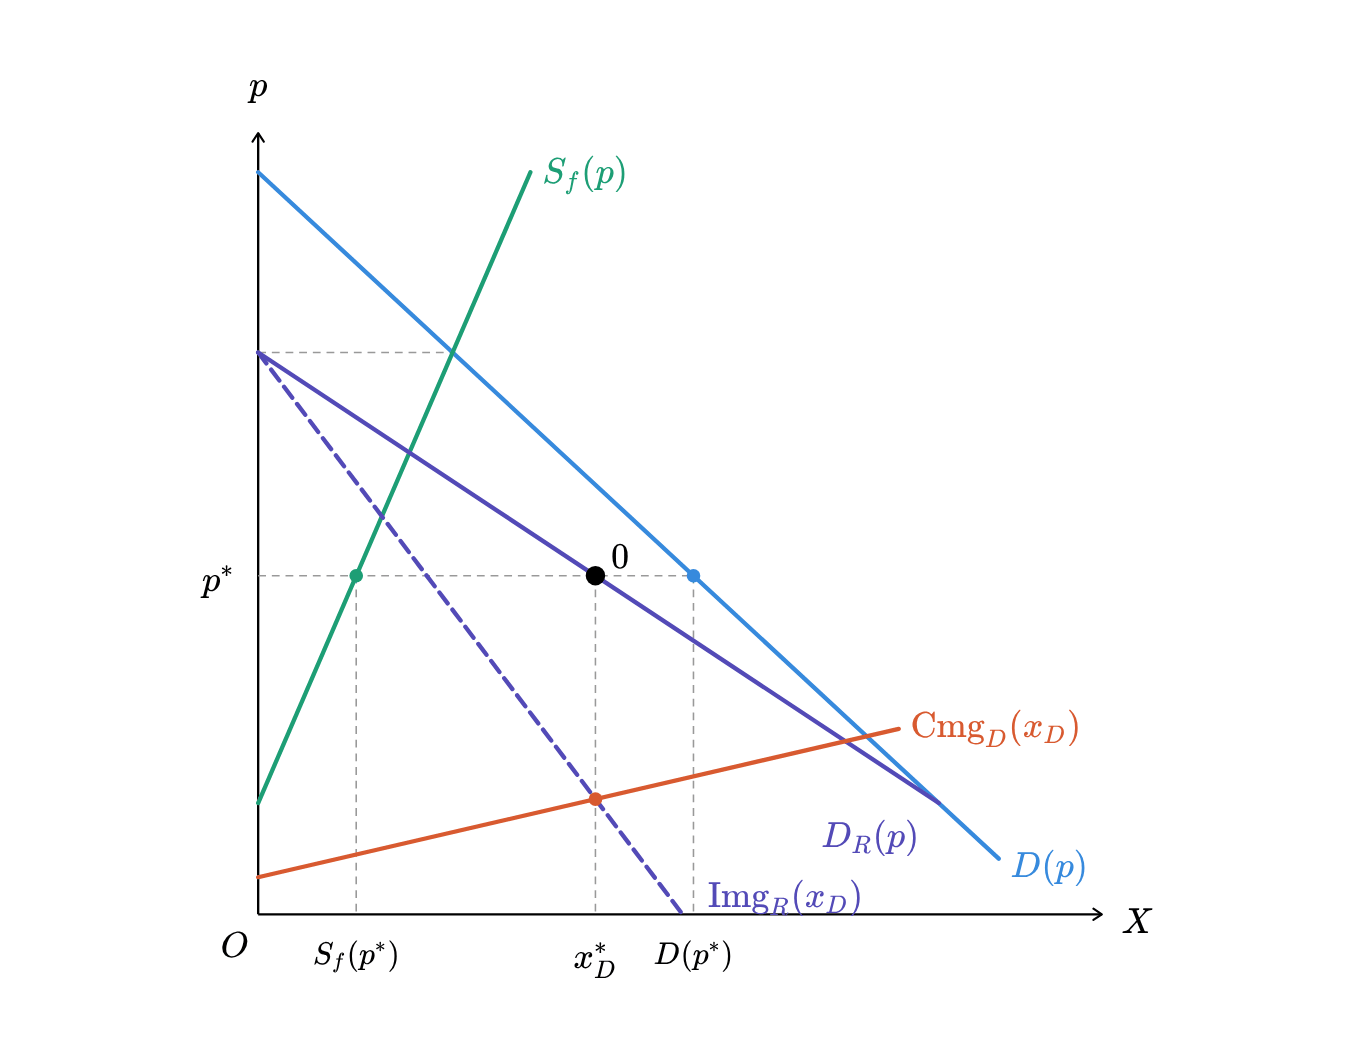 p
S_f(p)
0
p*
Cmg_D(x_D)
D_R(p)
D(p)
Img_R(x_D)
X
O
S_f(p*)
x*_D
D(p*)